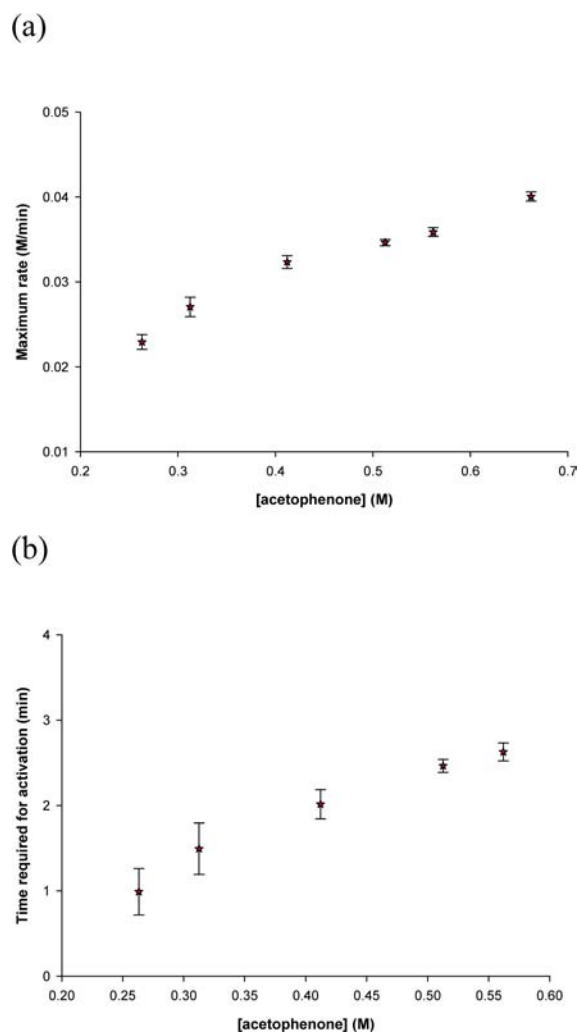 (a)
0.05
0.04
0.03
0.02
0.01
Maximum rate (M/min)
0.2 0.3 0.4 0.5 0.6 0.7
[acetophenone] (M)
(b)
4
3
2
1
0
Time required for activation (min)
0.20 0.25 0.30 0.35 0.40 0.45 0.50 0.55 0.60
[acetophenone] (M)